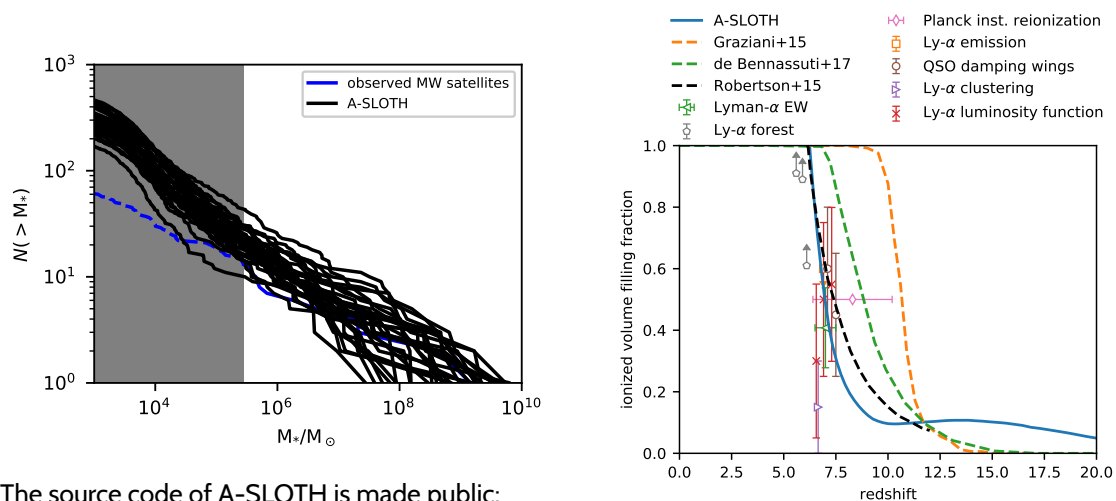 10³
10²
10¹
10⁰
N( > M*)
10⁴
10⁶
10⁸
10¹⁰
M*/M⊙
observed MW satellites
A-SLOTH
The source code of A-SLOTH is made public:
A-SLOTH
Graziani+15
de Bennassuti+17
Robertson+15
Lyman-α EW
Ly-α forest
Planck inst. reionization
Ly-α emission
QSO damping wings
Ly-α clustering
Ly-α luminosity function
1.0
0.8
0.6
0.4
0.2
0.0
ionized volume filling fraction
0.0 2.5 5.0 7.5 10.0 12.5 15.0 17.5 20.0
redshift